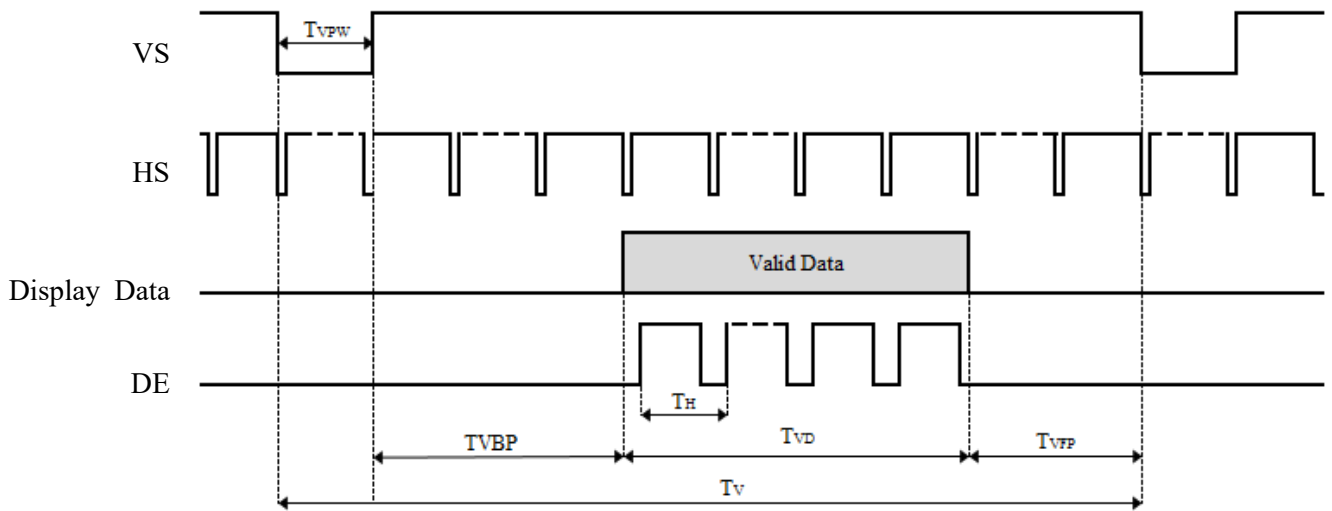 TVPW
VS
HS
Valid Data
Display Data
DE
TH
TVBP
TVD
TVFP
TV